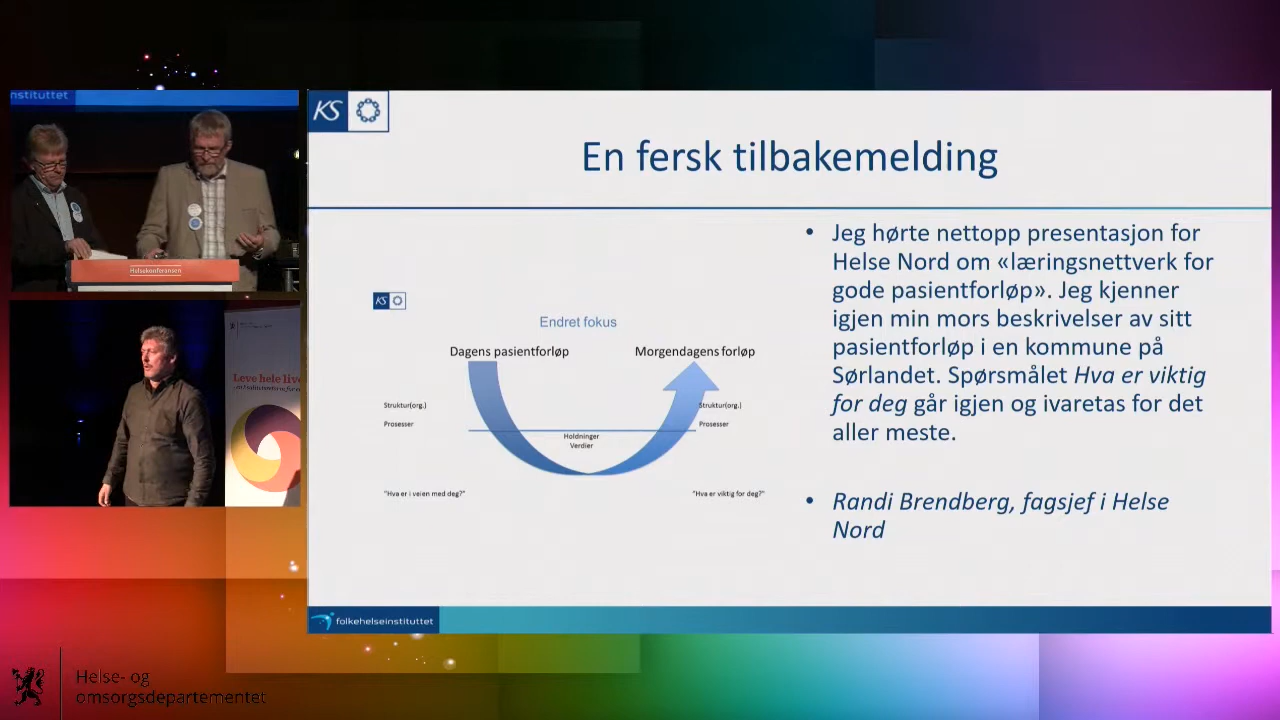 instituttet
Helsekonferansen
Leve hele live
KS
En fersk tilbakemelding
KS
Endret fokus
Dagens pasientforløp
Morgendagens forløp
Struktur(org.)
Prosesser
Holdninger
Verdier
Struktur(org.)
Prosesser
"Hva er i veien med deg?"
"Hva er viktig for deg?"
• Jeg hørte nettopp presentasjon for
Helse Nord om «læringsnettverk for
gode pasientforløp». Jeg kjenner
igjen min mors beskrivelser av sitt
pasientforløp i en kommune på
Sørlandet. Spørsmålet Hva er viktig
for deg går igjen og ivaretas for det
aller meste.
• Randi Brendberg, fagsjef i Helse
Nord
folkehelseinstituttet
Helse- og
omsorgsdepartementet